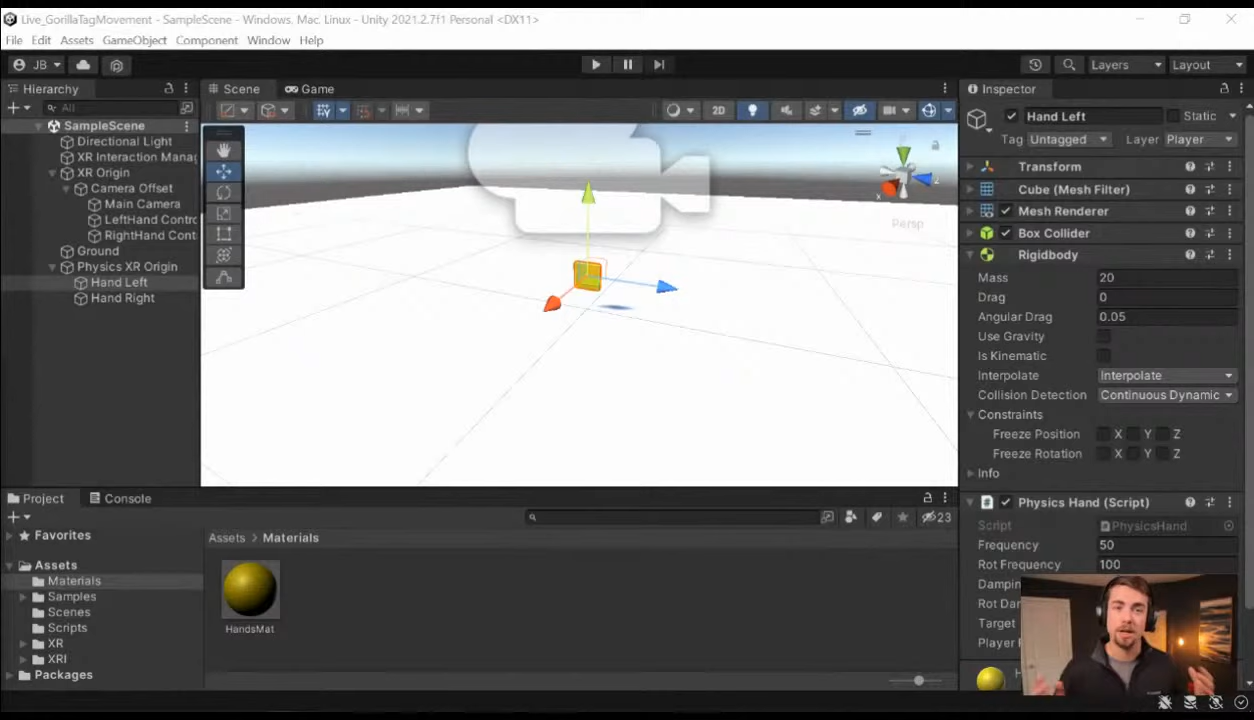 Live_GorillaTagMovement - SampleScene - Windows, Mac, Linux - Unity 2021.2.7f1 Personal <DX11>
File Edit Assets GameObject Component Window Help
JB Layers Layout
Hierarchy Scene Game Inspector
All
2D
SampleScene
Directional Light
XR Interaction Manag
XR Origin
Camera Offset
Main Camera
LeftHand Contro
RightHand Cont
Ground
Physics XR Origin
Hand Left
Hand Right
x
z
Persp
Hand Left Static
Tag Untagged Layer Player
Transform
Cube (Mesh Filter)
Mesh Renderer
Box Collider
Rigidbody
Mass 20
Drag 0
Angular Drag 0.05
Use Gravity
Is Kinematic
Interpolate Interpolate
Collision Detection Continuous Dynamic
Constraints
Freeze Position X Y Z
Freeze Rotation X Y Z
Info
Physics Hand (Script)
Script PhysicsHand
Frequency 50
Rot Frequency 100
Dampin
Rot Da
Target
Player
Project Console
23
Favorites
Assets
Materials
Samples
Scenes
Scripts
XR
XRI
Packages
Assets > Materials
HandsMat